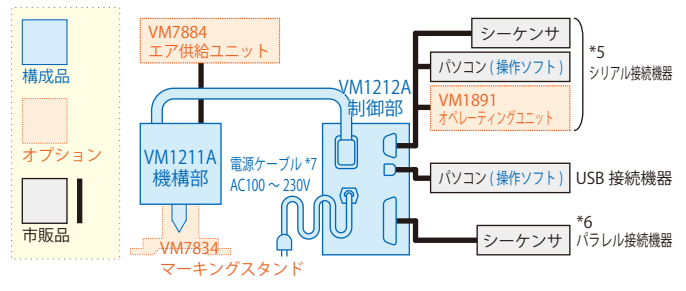 構成品
オプション
市販品
VM7884
エア供給ユニット
VM1211A
機構部
VM7834
マーキングスタンド
電源ケーブル*7
AC100~230V
VM1212A
制御部
シーケンサ
パソコン(操作ソフト)
VM1891
オペレーティングユニット
*5
シリアル接続機器
パソコン(操作ソフト)
USB 接続機器
シーケンサ
*6
パラレル接続機器